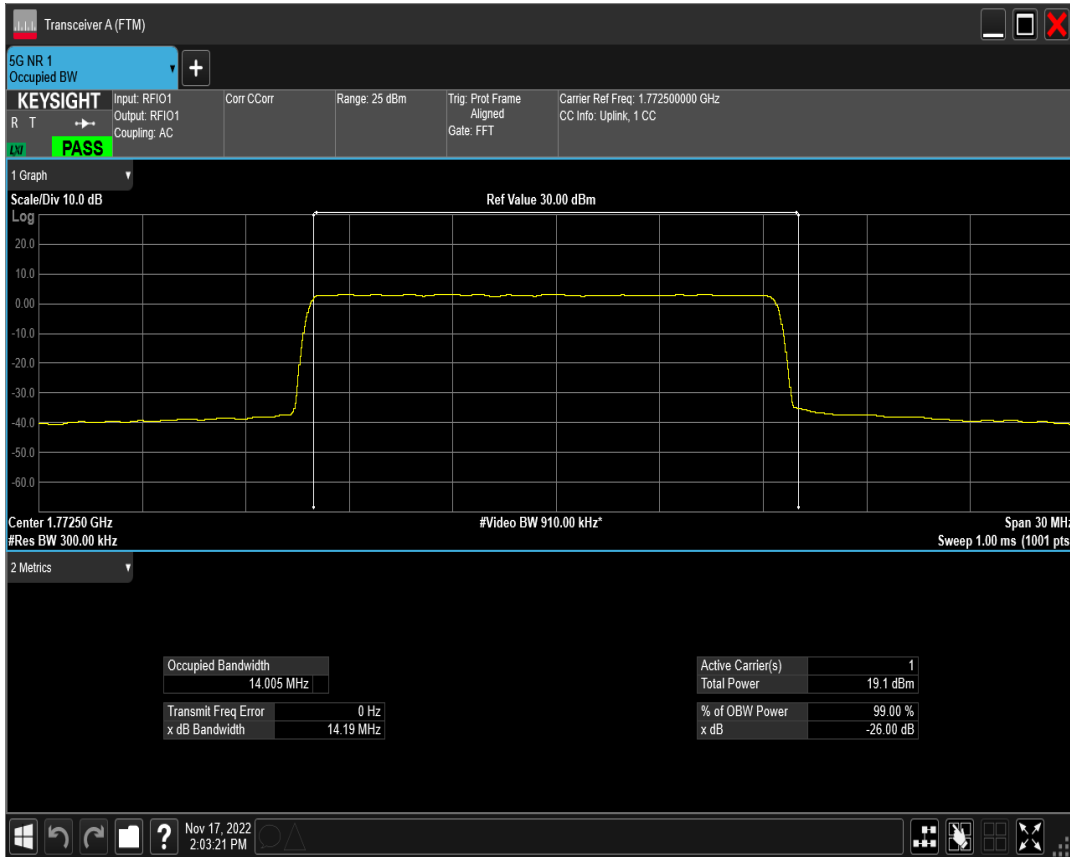 Transceiver A (FTM)
5G NR 1
Occupied BW
+
KEYSIGHT
R T
LXI
PASS
Input: RFIO1
Output: RFIO1
Coupling: AC
Corr CCorr
Range: 25 dBm
Trig: Prot Frame
Aligned
Gate: FFT
Carrier Ref Freq: 1.772500000 GHz
CC Info: Uplink, 1 CC
1 Graph
Scale/Div 10.0 dB
Ref Value 30.00 dBm
Log
20.0
10.0
0.00
-10.0
-20.0
-30.0
-40.0
-50.0
-60.0
Center 1.77250 GHz
#Video BW 910.00 kHz*
Span 30 MHz
#Res BW 300.00 kHz
Sweep 1.00 ms (1001 pts
2 Metrics
Occupied Bandwidth
14.005 MHz
Transmit Freq Error 0 Hz
x dB Bandwidth 14.19 MHz
Active Carrier(s) 1
Total Power 19.1 dBm
% of OBW Power 99.00 %
x dB -26.00 dB
?
Nov 17, 2022
2:03:21 PM